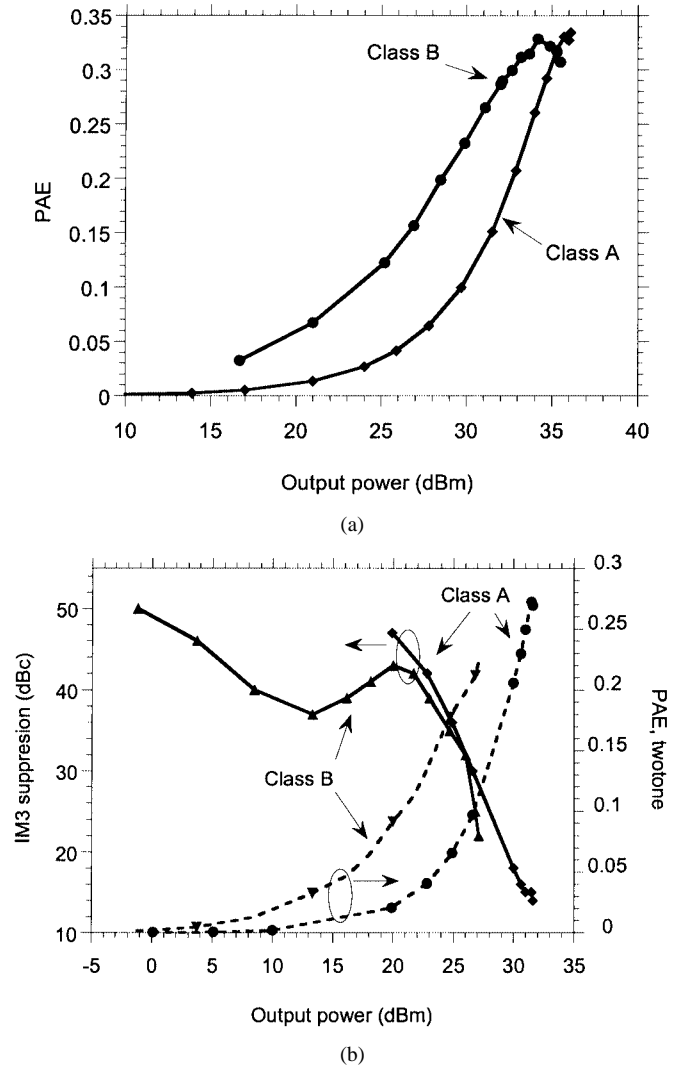 0.35
0.3
0.25
0.2
0.15
0.1
0.05
0
PAE
Class B
Class A
10 15 20 25 30 35 40
Output power (dBm)
(a)
50
40
30
20
10
IM3 suppresion (dBc)
0.3
0.25
0.2
0.15
0.1
0.05
0
PAE, twotone
Class A
Class B
-5 0 5 10 15 20 25 30 35
Output power (dBm)
(b)